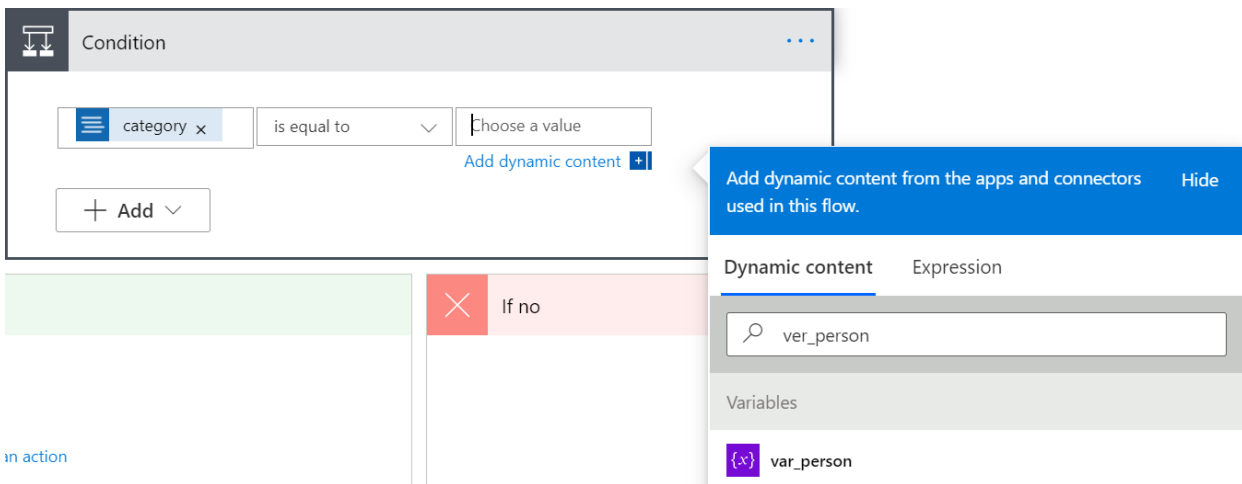 Condition
category x
is equal to
Choose a value
Add dynamic content
Add
Add dynamic content from the apps and connectors
used in this flow.
Hide
Dynamic content
Expression
ver_person
Variables
{x} var_person
If no
an action